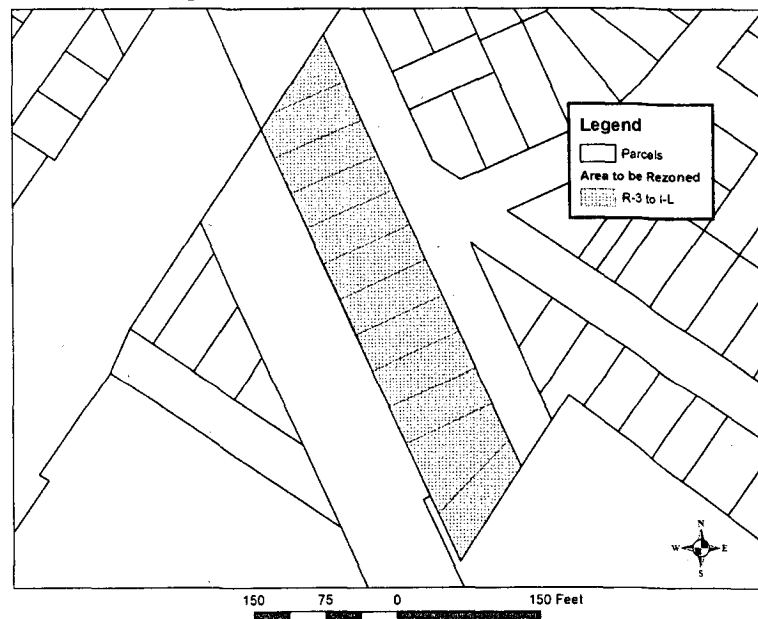 Legend
Parcels
Area to be Rezoned
R-3 to I-L
N
W E
S
150 75 0 150 Feet